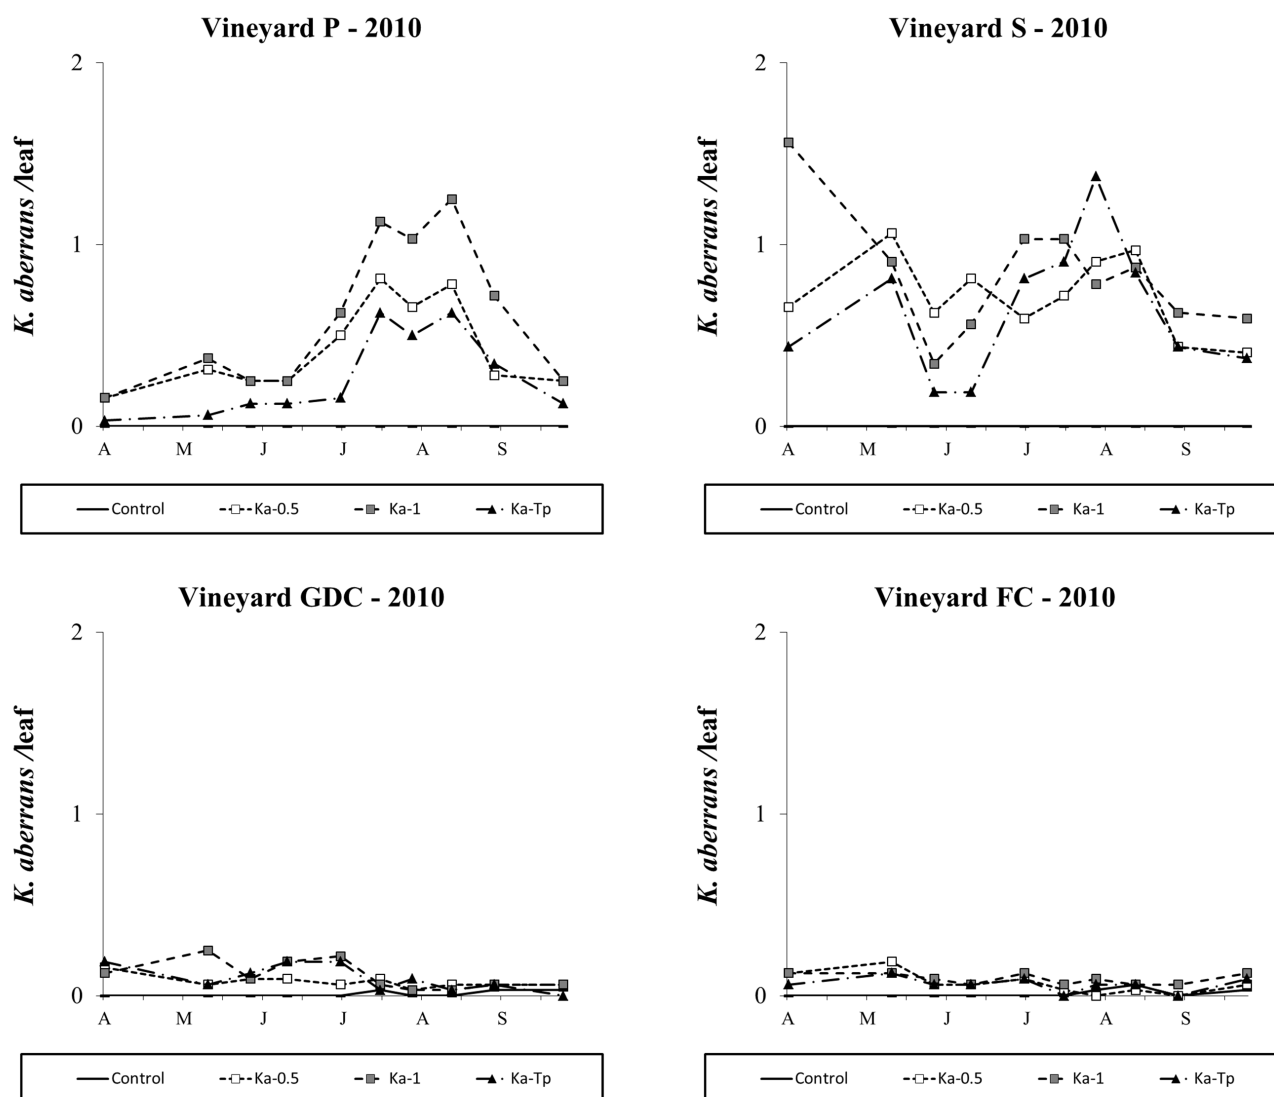 Vineyard P - 2010
K. aberrans /leaf
2
1
0
A M J J A S
Control Ka-0.5 Ka-1 Ka-Tp
Vineyard S - 2010
K. aberrans /leaf
2
1
0
A M J J A S
Control Ka-0.5 Ka-1 Ka-Tp
Vineyard GDC - 2010
K. aberrans /leaf
2
1
0
A M J J A S
Control Ka-0.5 Ka-1 Ka-Tp
Vineyard FC - 2010
K. aberrans /leaf
2
1
0
A M J J A S
Control Ka-0.5 Ka-1 Ka-Tp